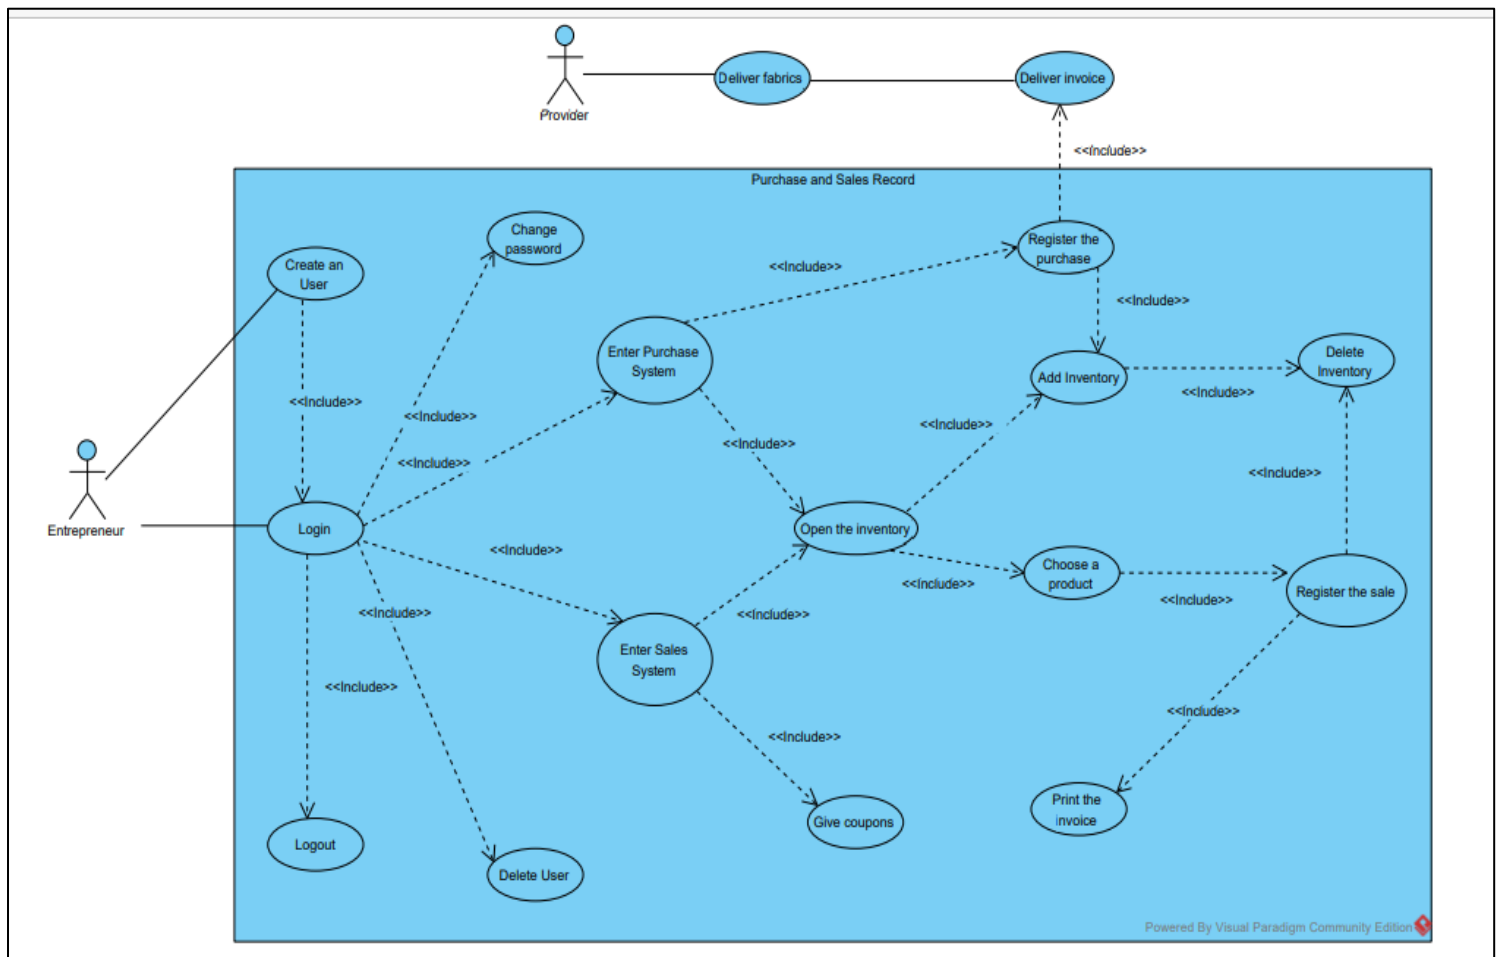 Deliver fabrics
Deliver invoice
Provider
<<Include>>
Purchase and Sales Record
Change
password
Register the
purchase
Create an
User
<<Include>>
<<Include>>
Enter Purchase
System
Delete
Inventory
Add Inventory
<<Include>>
<<Include>>
<<Include>>
<<Include>>
<<Include>>
<<Include>>
<<Include>>
Entrepreneur
Login
Open the inventory
<<Include>>
Choose a
product
<<Include>>
Register the sale
<<Include>>
<<Include>>
<<Include>>
Enter Sales
System
<<Include>>
<<Include>>
<<Include>>
Print the
invoice
Give coupons
Logout
Delete User
Powered By Visual Paradigm Community Edition